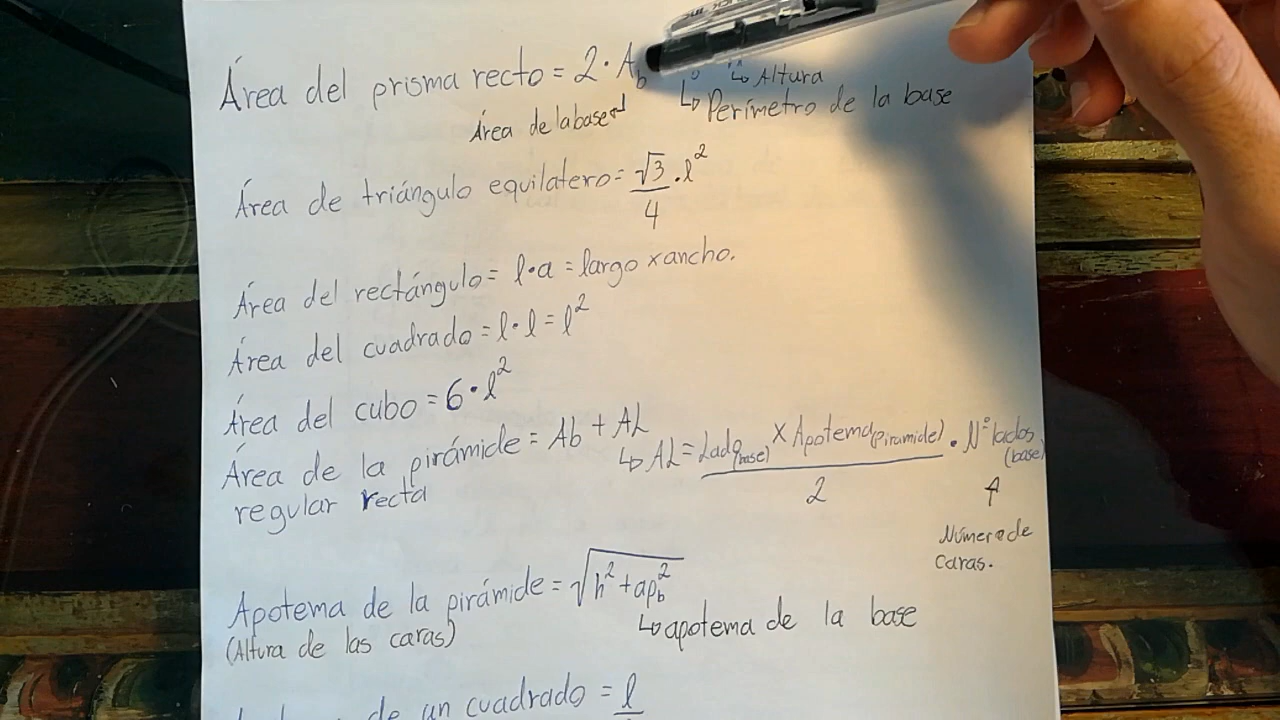 Área del prisma recto = 2 · Ab
Área de la base
Altura
Perímetro de la base
Área de triángulo equilatero = √3/4 · l²
Área del rectángulo = l · a = largo x ancho.
Área del cuadrado = l · l = l²
Área del cubo = 6 · l²
Área de la pirámide = Ab + AL
regular recta
AL = Lado(base) x Apotema(piramide) / 2 · N° lados (base)
Número de
caras.
Apotema de la pirámide = √h² + apb²
(Altura de las caras)
apotema de la base
de un cuadrado = l